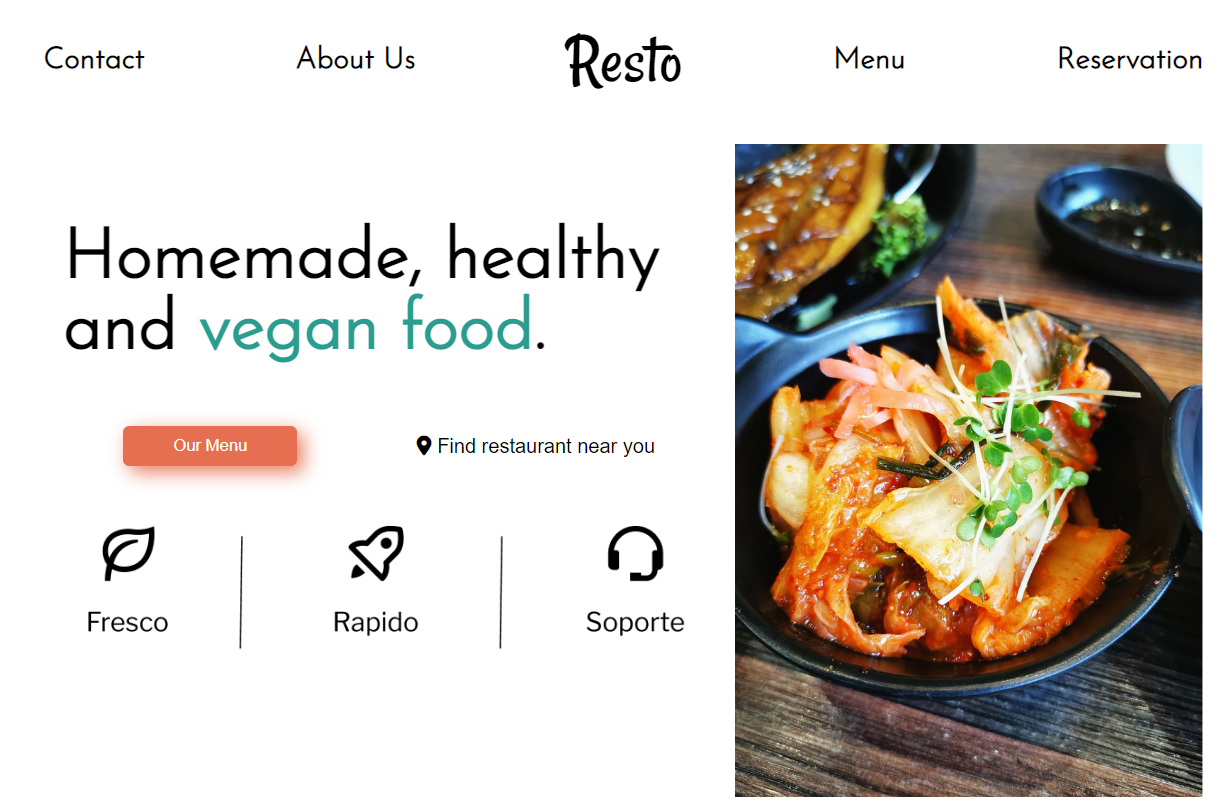 Contact About Us Resto Menu Reservation
Homemade, healthy
and vegan food.
Our Menu Find restaurant near you
Fresco Rapido Soporte